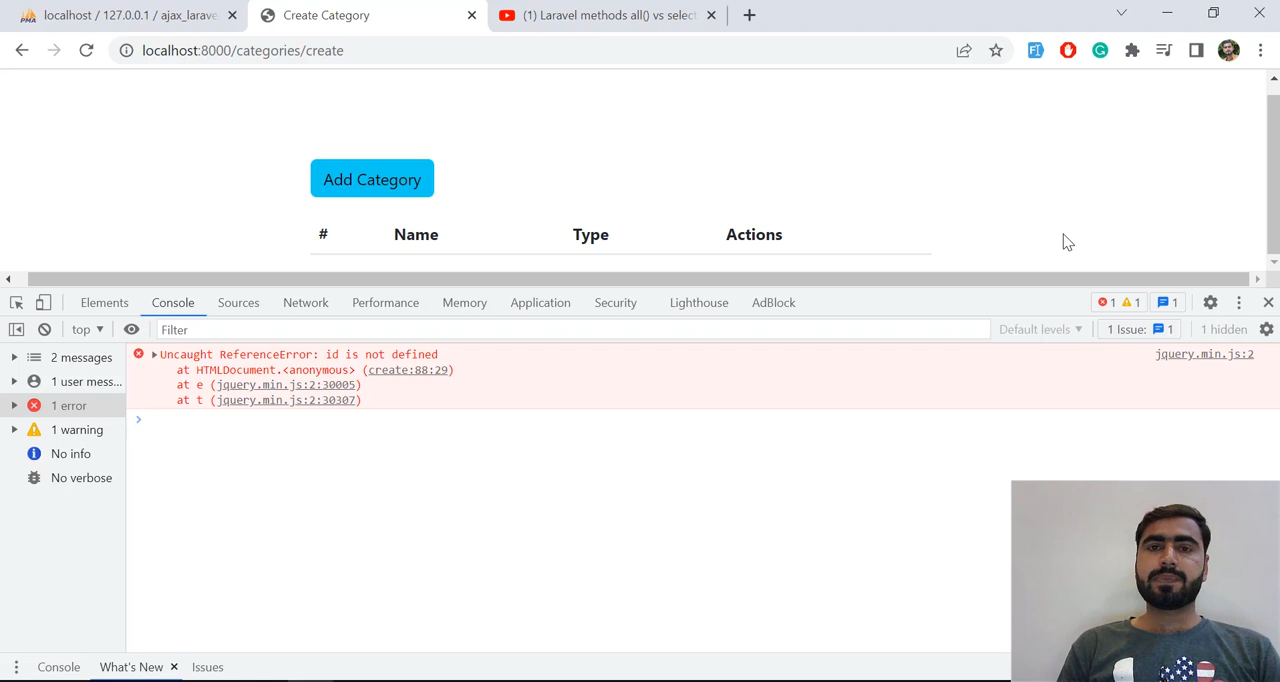 PMA localhost / 127.0.0.1 / ajax_larave
Create Category
(1) Laravel methods all() vs select
localhost:8000/categories/create
Add Category
# Name Type Actions
Elements Console Sources Network Performance Memory Application Security Lighthouse AdBlock 1 1 1
top Filter Default levels 1 Issue: 1 1 hidden
2 messages
1 user mess...
1 error
1 warning
No info
No verbose
Uncaught ReferenceError: id is not defined jquery.min.js:2
at HTMLDocument.<anonymous> (create:88:29)
at e (jquery.min.js:2:30005)
at t (jquery.min.js:2:30307)
Console What's New Issues